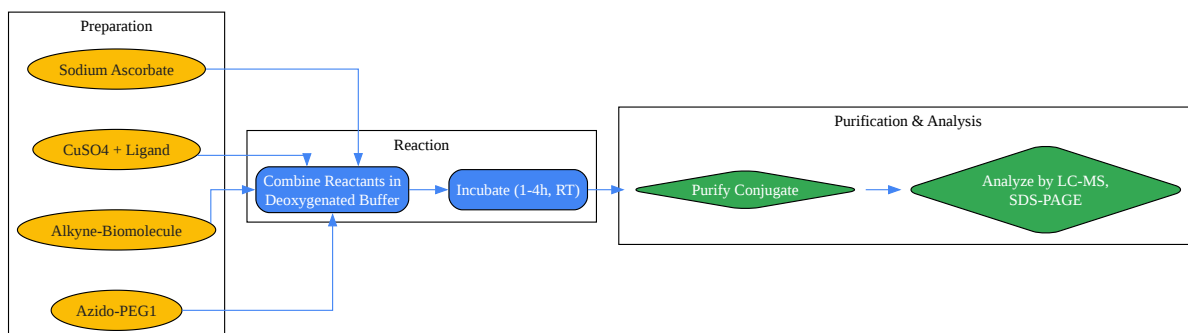 Preparation
Sodium Ascorbate
CuSO4 + Ligand
Alkyne-Biomolecule
Azido-PEG1
Reaction
Combine Reactants in
Deoxygenated Buffer
Incubate (1-4h, RT)
Purification & Analysis
Purify Conjugate
Analyze by LC-MS,
SDS-PAGE